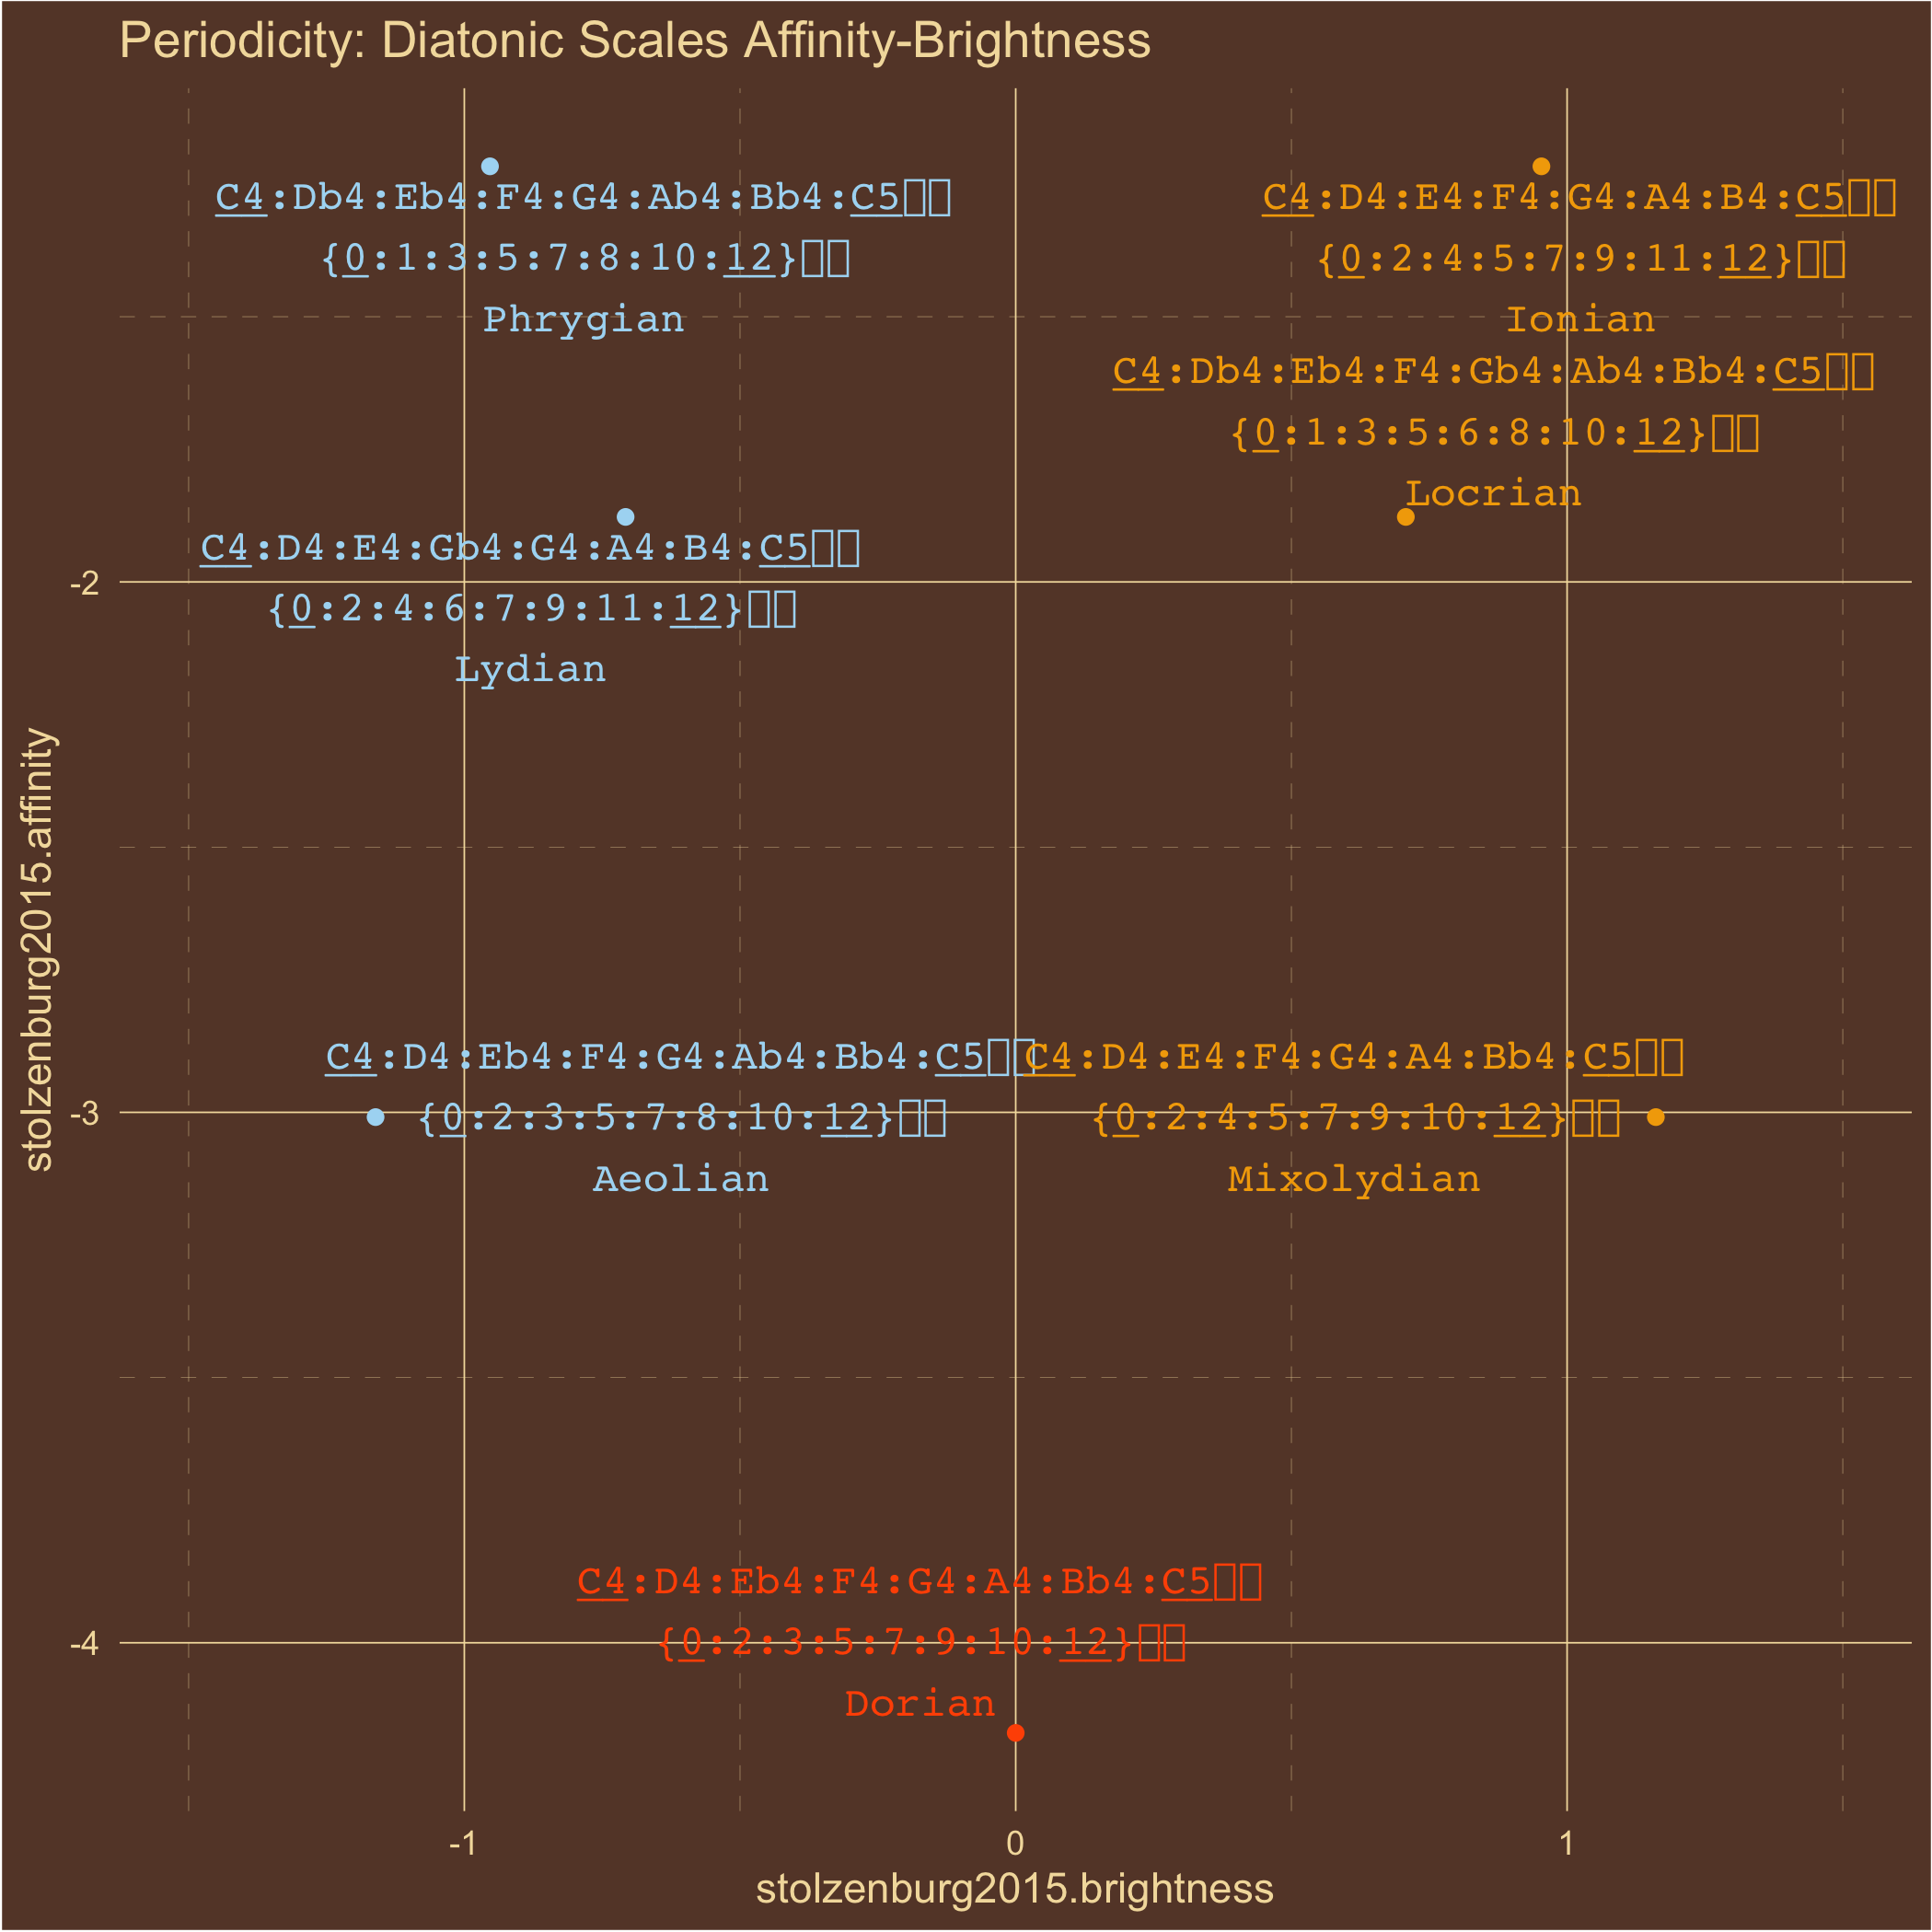 Periodicity: Diatonic Scales Affinity-Brightness
C4:Db4:Eb4:F4:G4:Ab4:Bb4:C5
{0:1:3:5:7:8:10:12}
Phrygian
C4:D4:E4:F4:G4:A4:B4:C5
{0:2:4:5:7:9:11:12}
Ionian
C4:Db4:Eb4:F4:Gb4:Ab4:Bb4:C5
{0:1:3:5:6:8:10:12}
Locrian
C4:D4:E4:Gb4:G4:A4:B4:C5
{0:2:4:6:7:9:11:12}
Lydian
C4:D4:Eb4:F4:G4:Ab4:Bb4:C5
{0:2:3:5:7:8:10:12}
Aeolian
C4:D4:E4:F4:G4:A4:Bb4:C5
{0:2:4:5:7:9:10:12}
Mixolydian
C4:D4:Eb4:F4:G4:A4:Bb4:C5
{0:2:3:5:7:9:10:12}
Dorian
-2
-3
-4
stolzenburg2015.affinity
-1
0
1
stolzenburg2015.brightness